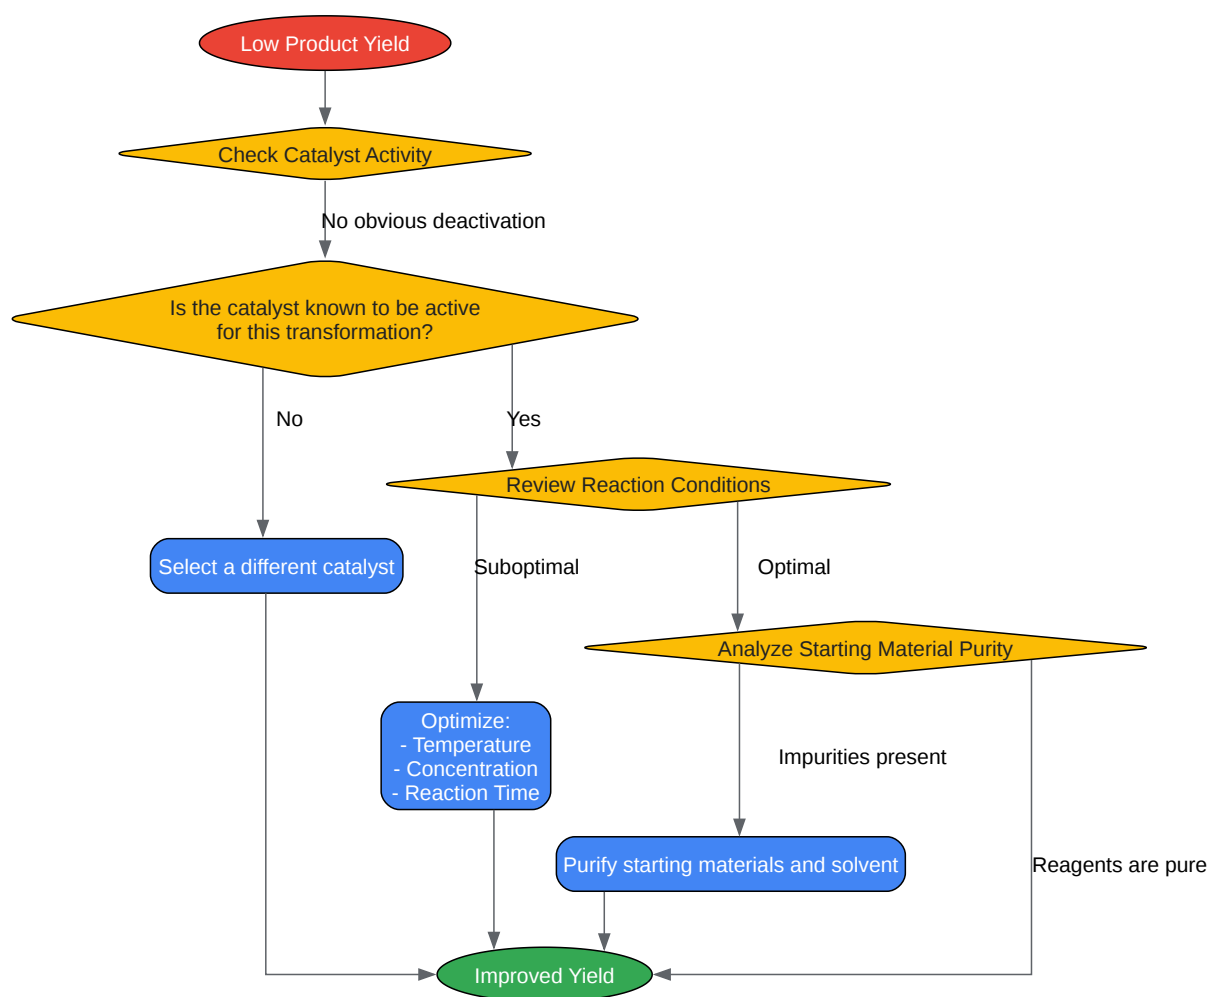 Low Product Yield
Check Catalyst Activity
No obvious deactivation
Is the catalyst known to be active
for this transformation?
No
Yes
Review Reaction Conditions
Select a different catalyst
Suboptimal
Optimal
Analyze Starting Material Purity
Optimize:
- Temperature
- Concentration
- Reaction Time
Impurities present
Purify starting materials and solvent
Reagents are pure
Improved Yield